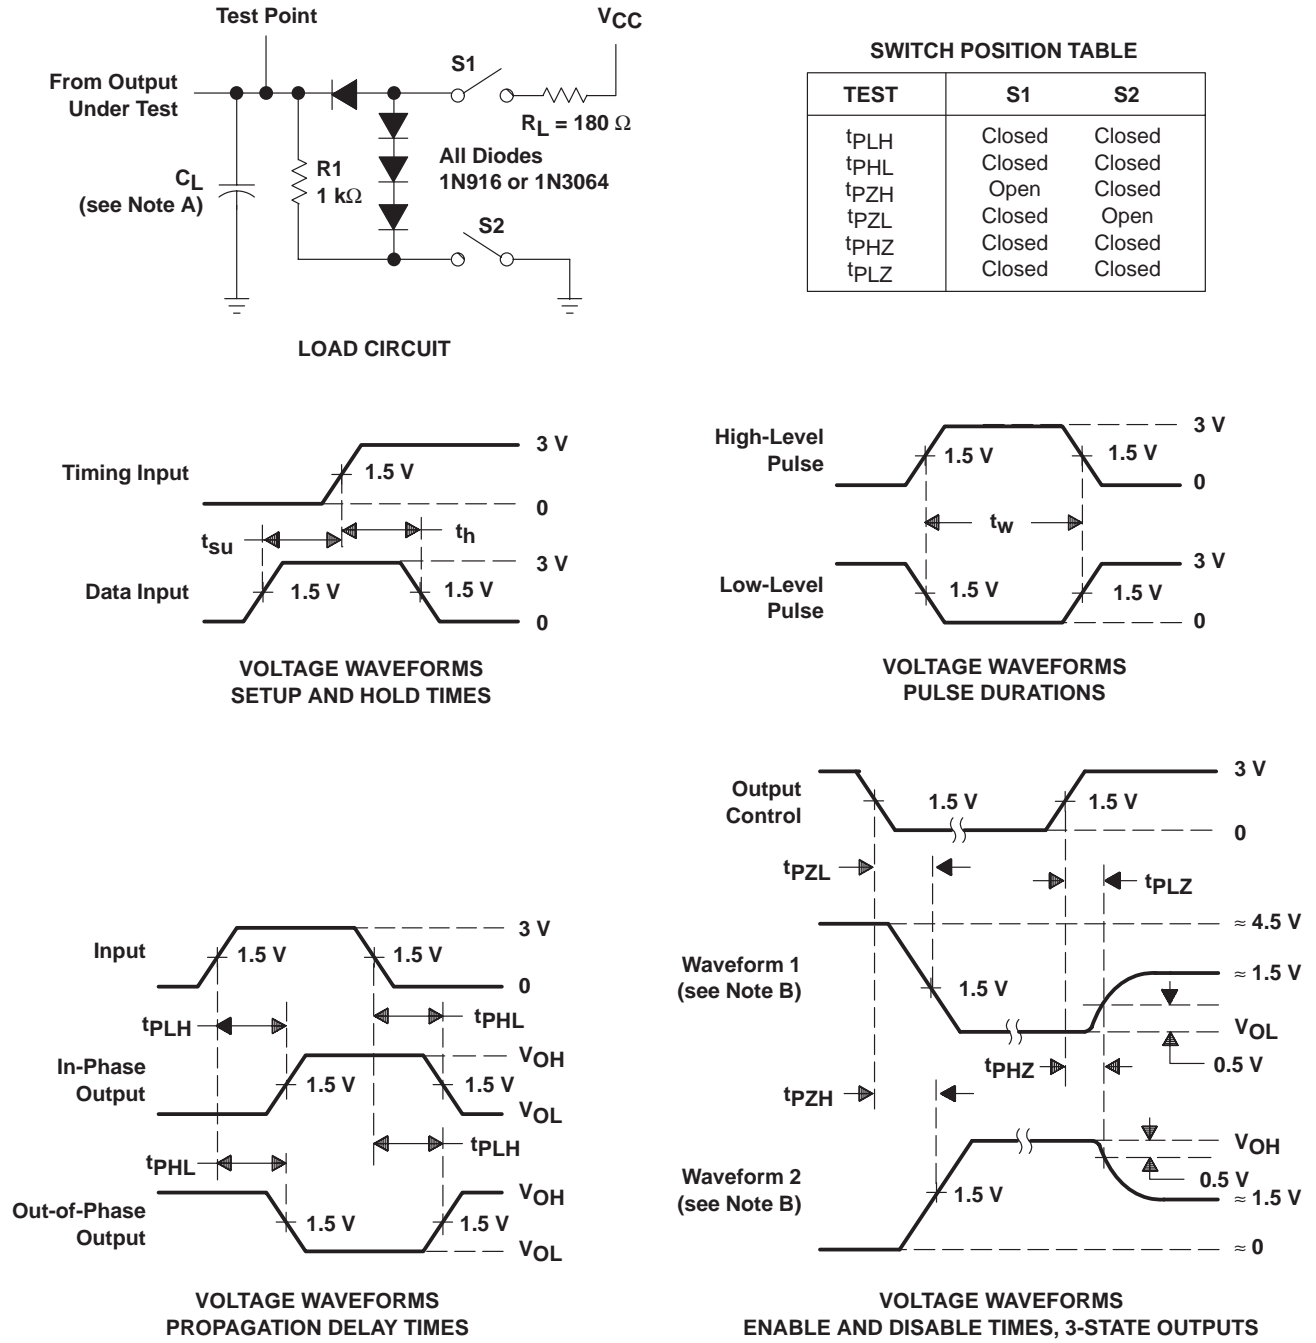 Test Point
VCC
S1
From Output
Under Test
RL = 180 Ω
All Diodes
1N916 or 1N3064
R1
1 kΩ
CL
(see Note A)
S2
LOAD CIRCUIT
SWITCH POSITION TABLE
TEST S1 S2
tPLH Closed Closed
tPHL Closed Closed
tPZH Open Closed
tPZL Closed Open
tPHZ Closed Closed
tPLZ Closed Closed
Timing Input
1.5 V
3 V
0
tsu
th
Data Input
1.5 V
1.5 V
3 V
0
VOLTAGE WAVEFORMS
SETUP AND HOLD TIMES
High-Level
Pulse
1.5 V
1.5 V
3 V
0
tw
Low-Level
Pulse
1.5 V
1.5 V
3 V
0
VOLTAGE WAVEFORMS
PULSE DURATIONS
Input
1.5 V
1.5 V
3 V
0
tPLH
tPHL
In-Phase
Output
1.5 V
1.5 V
VOH
VOL
tPHL
tPLH
Out-of-Phase
Output
1.5 V
1.5 V
VOH
VOL
VOLTAGE WAVEFORMS
PROPAGATION DELAY TIMES
Output
Control
1.5 V
1.5 V
3 V
0
tPZL
tPLZ
Waveform 1
(see Note B)
1.5 V
≈ 4.5 V
≈ 1.5 V
VOL
0.5 V
tPHZ
tPZH
Waveform 2
(see Note B)
1.5 V
VOH
0.5 V
≈ 1.5 V
≈ 0
VOLTAGE WAVEFORMS
ENABLE AND DISABLE TIMES, 3-STATE OUTPUTS